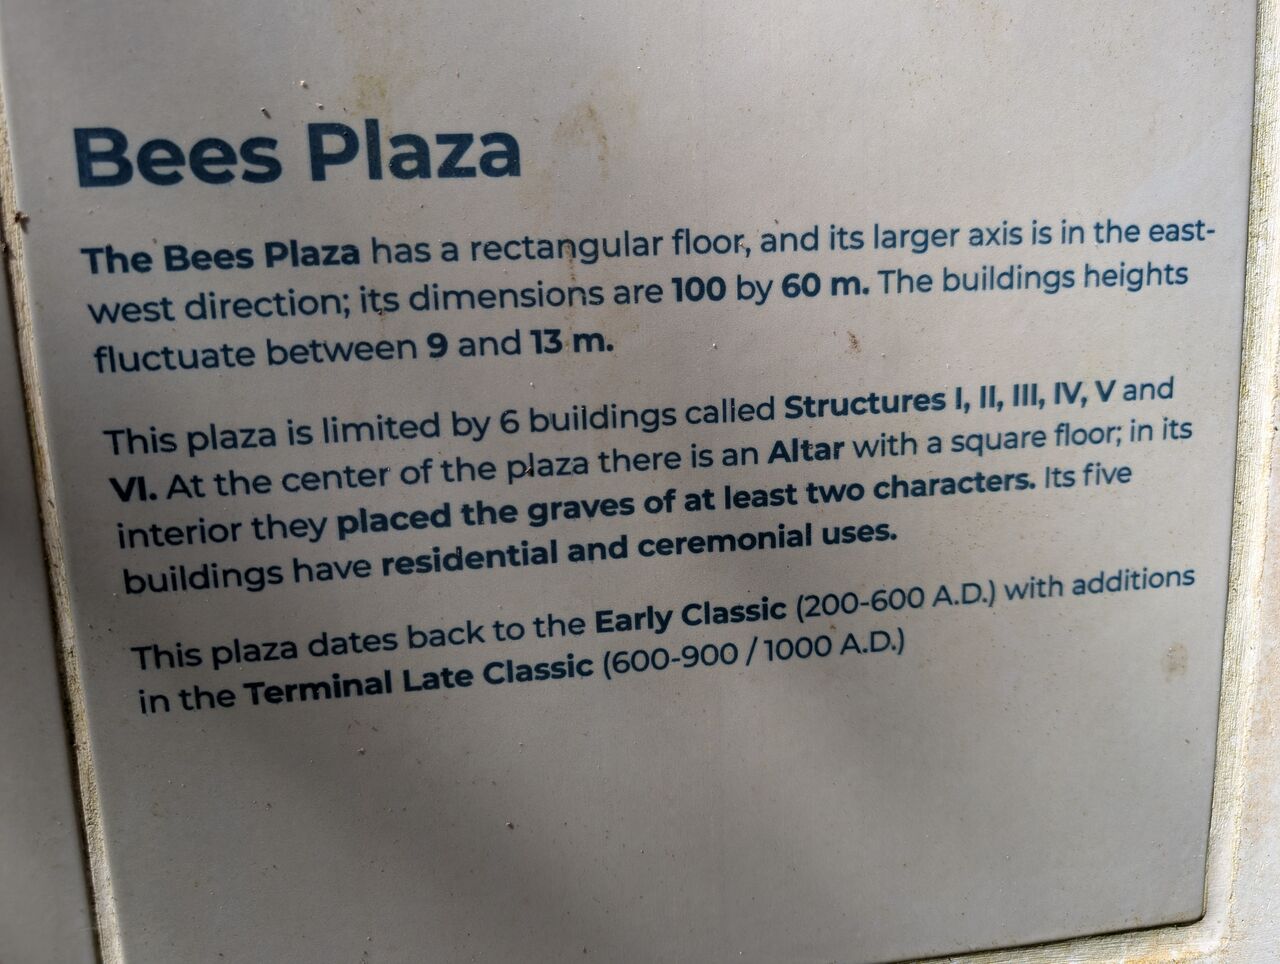 Bees Plaza
The Bees Plaza has a rectangular floor, and its larger axis is in the east-
west direction; its dimensions are 100 by 60 m. The buildings heights
fluctuate between 9 and 13 m.
This plaza is limited by 6 buildings called Structures I, II, III, IV, V and
VI. At the center of the plaza there is an Altar with a square floor; in its
interior they placed the graves of at least two characters. Its five
buildings have residential and ceremonial uses.
This plaza dates back to the Early Classic (200-600 A.D.) with additions
in the Terminal Late Classic (600-900 / 1000 A.D.)